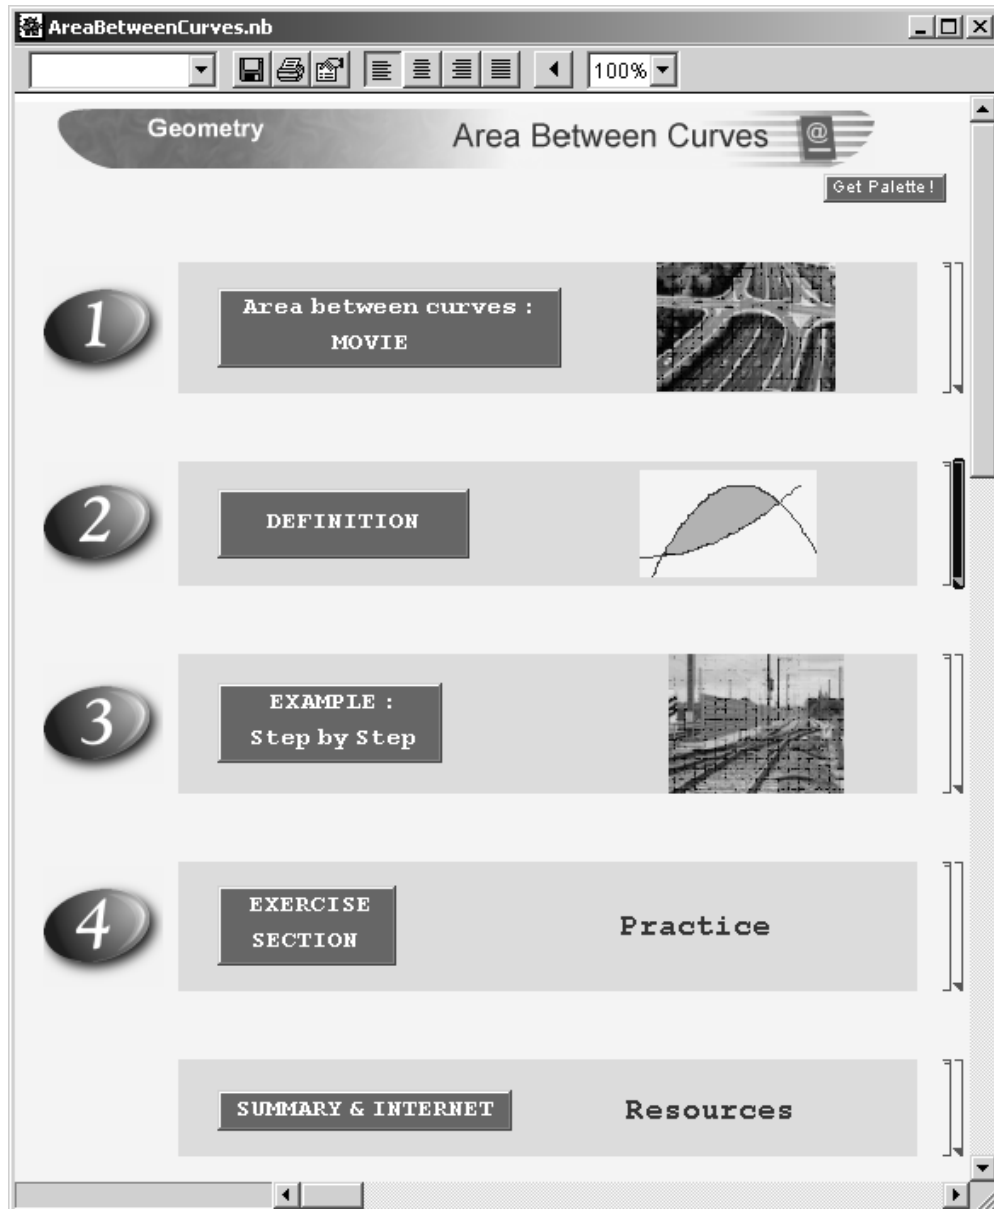 AreaBetweenCurves.nb
100%
Geometry
Area Between Curves
@
Get Palette!
1
Area between curves :
MOVIE
2
DEFINITION
3
EXAMPLE :
Step by Step
4
EXERCISE
SECTION
Practice
SUMMARY & INTERNET
Resources